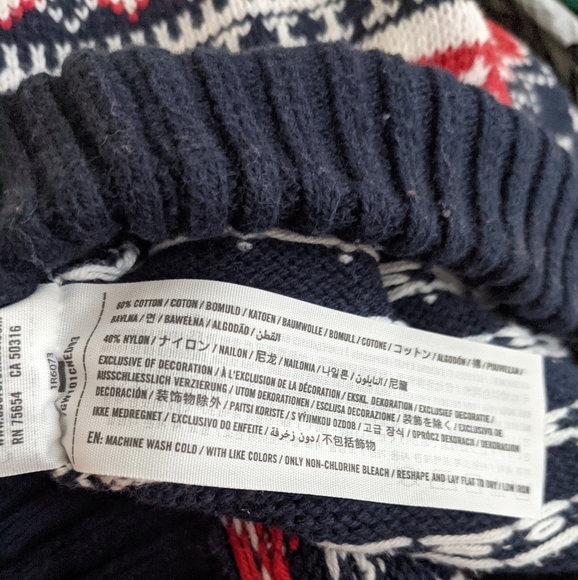 60% COTTON / COTON / BOMULD / KATOEN / BAUMWOLLE / BOMULL / COTONE / コットン / ALGODÓN / 棉 / PUUVILLAN /
BAVLNA / 면 / BAWEŁNA / ALGODÃO / القطن
40% NYLON / ナイロン / NAILON / 尼龙 / NAILONIA / 나일론 / النايلون / 尼龍
EXCLUSIVE OF DECORATION / À L'EXCLUSION DE LA DÉCORATION / EKSKL. DEKORATION / EXCLUSIEF DECORATIE /
AUSSCHLIESSLICH VERZIERUNG / UTOM DEKORATIONEN / ESCLUSA DECORAZIONE / 装飾を除く / EXCLUSIVO DE
DECORACIÓN / 装饰物除外 / PAITSI KORISTE / S VÝJIMKOU OZDOB / 고급 장식 / OPRÓCZ DEKORACJI / DEKORASJON
IKKE MEDREGNET / EXCLUSIVO DO ENFEITE / دون زخرفة / 不包括飾物
EN: MACHINE WASH COLD / WITH LIKE COLORS / ONLY NON-CHLORINE BLEACH / RESHAPE AND LAY FLAT TO DRY / LOW IRON
RN 75654 CA 50316
1R6073